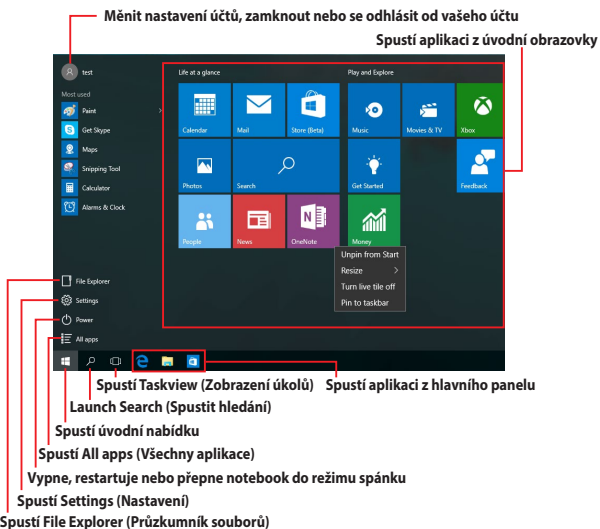 Měnit nastavení účtů, zamknout nebo se odhlásit od vašeho účtu
Spustí aplikaci z úvodní obrazovky
test
Life at a glance
Play and Explore
Most used
Paint
Get Skype
Maps
Snipping Tool
Calculator
Alarms & Clock
Calendar
Mail
Store (Beta)
Music
Movies & TV
Xbox
Photos
Search
Get Started
Feedback
People
News
OneNote
Money
Unpin from Start
Resize
Turn live tile off
Pin to taskbar
File Explorer
Settings
Power
All apps
Spustí Taskview (Zobrazení úkolů)
Spustí aplikaci z hlavního panelu
Launch Search (Spustit hledání)
Spustí úvodní nabídku
Spustí All apps (Všechny aplikace)
Vypne, restartuje nebo přepne notebook do režimu spánku
Spustí Settings (Nastavení)
Spustí File Explorer (Průzkumník souborů)